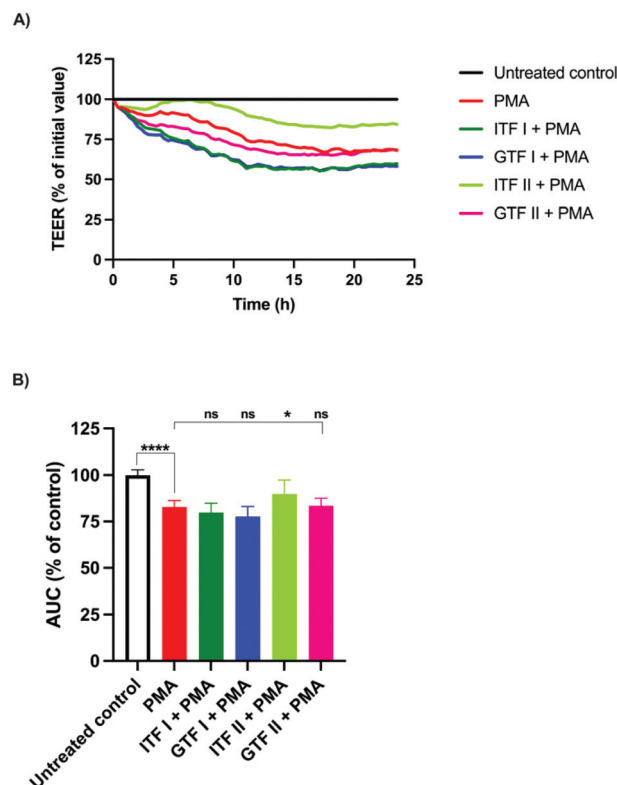 A)
TEER (% of initial value)
125
100
75
50
25
0
0 5 10 15 20 25
Time (h)
Untreated control
PMA
ITF I + PMA
GTF I + PMA
ITF II + PMA
GTF II + PMA
B)
AUC (% of control)
125
100
75
50
25
0
**** ns ns * ns
Untreated control
PMA
ITF I + PMA
GTF I + PMA
ITF II + PMA
GTF II + PMA